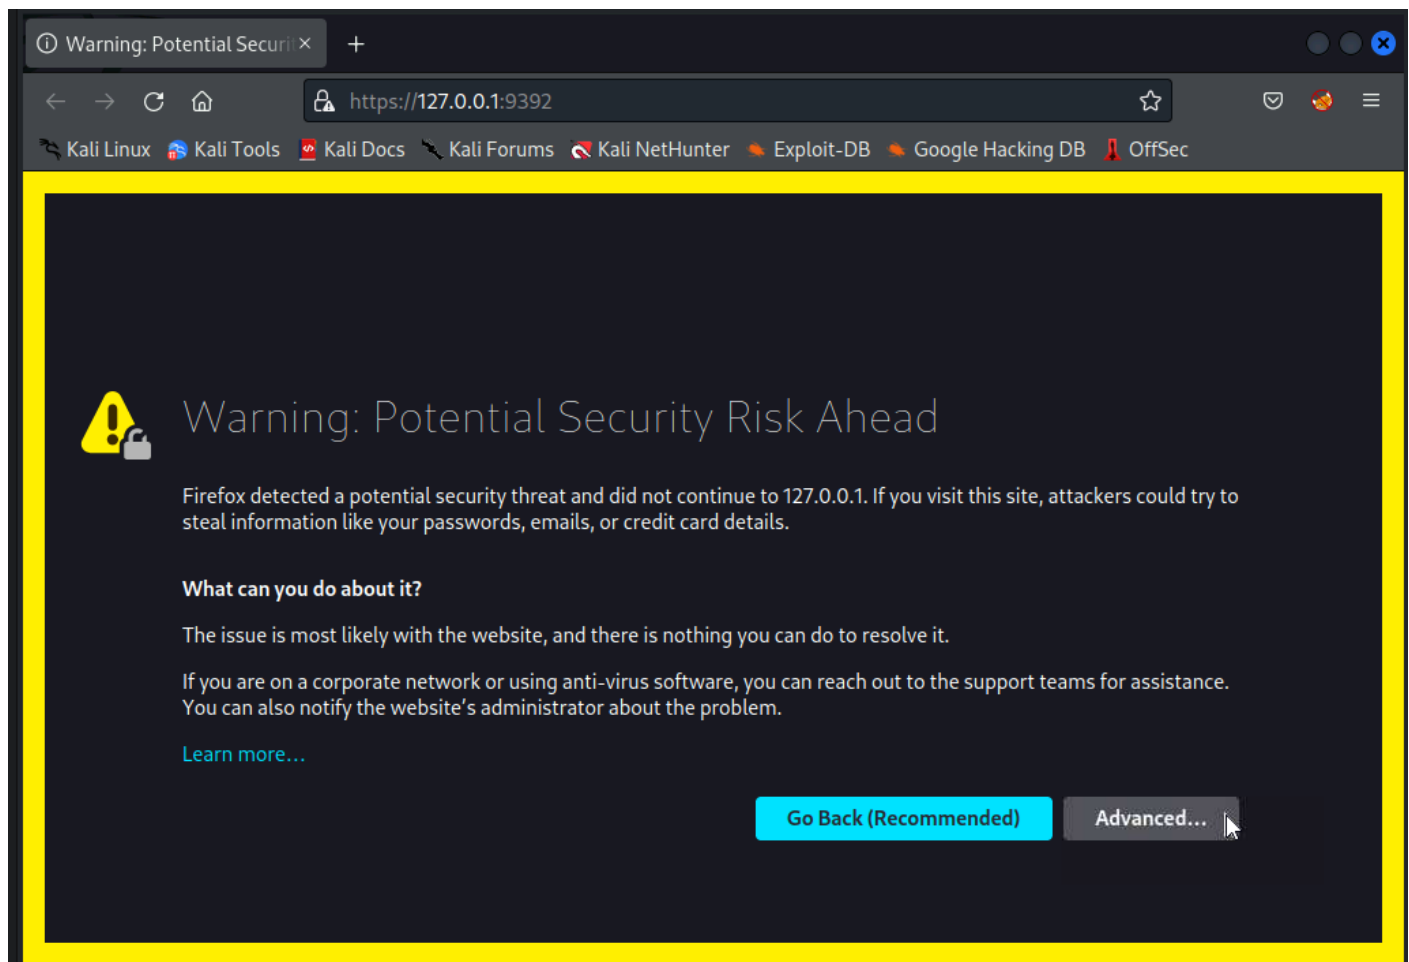 Warning: Potential Securit
https://127.0.0.1:9392
Kali Linux Kali Tools Kali Docs Kali Forums Kali NetHunter Exploit-DB Google Hacking DB OffSec
Warning: Potential Security Risk Ahead
Firefox detected a potential security threat and did not continue to 127.0.0.1. If you visit this site, attackers could try to
steal information like your passwords, emails, or credit card details.
What can you do about it?
The issue is most likely with the website, and there is nothing you can do to resolve it.
If you are on a corporate network or using anti-virus software, you can reach out to the support teams for assistance.
You can also notify the website’s administrator about the problem.
Learn more…
Go Back (Recommended) Advanced…